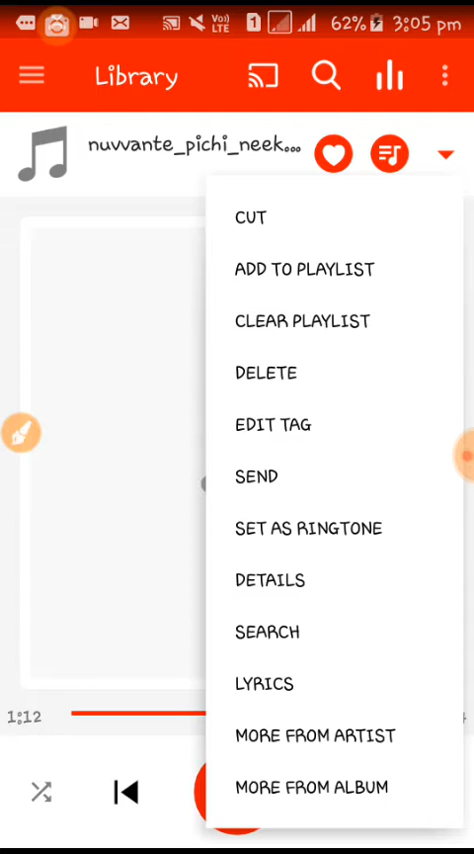 Vo)) LTE 1 62% 3:05 pm
Library
nuvvante_pichi_neek...
CUT
ADD TO PLAYLIST
CLEAR PLAYLIST
DELETE
EDIT TAG
SEND
SET AS RINGTONE
DETAILS
SEARCH
LYRICS
1:12
MORE FROM ARTIST
MORE FROM ALBUM